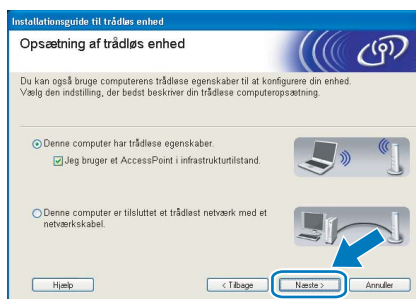 Installationsguide til trådløs enhed
Opsætning af trådløs enhed
Du kan også bruge computerens trådløse egenskaber til at konfigurere din enhed.
Vælg den indstilling, der bedst beskriver din trådløse computeropsætning.
Denne computer har trådløse egenskaber.
Jeg bruger et AccessPoint i infrastrukturtilstand.
Denne computer er tilsluttet et trådløst netværk med et
netværkskabel.
Hjælp
< Tilbage
Næste >
Annuller